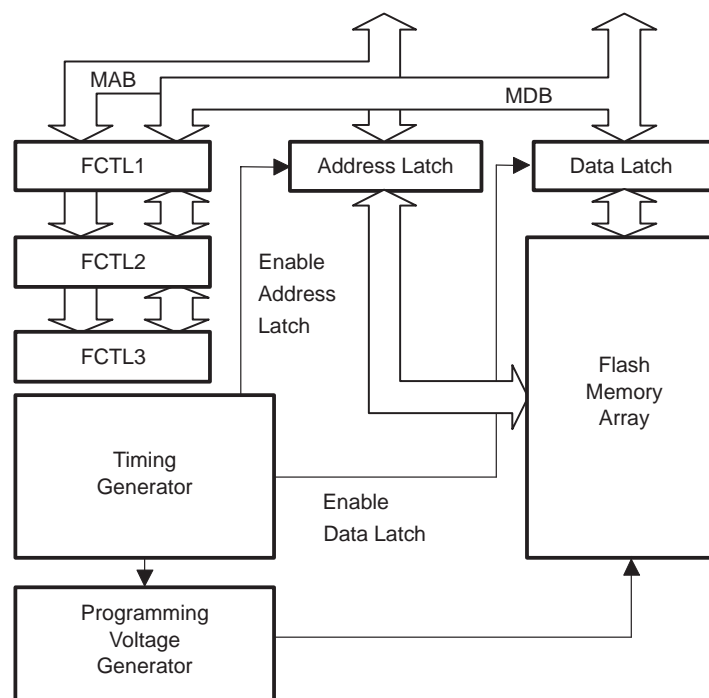 MAB
MDB
FCTL1
Address Latch
Data Latch
FCTL2
Enable
Address
Latch
FCTL3
Flash
Memory
Array
Timing
Generator
Enable
Data Latch
Programming
Voltage
Generator